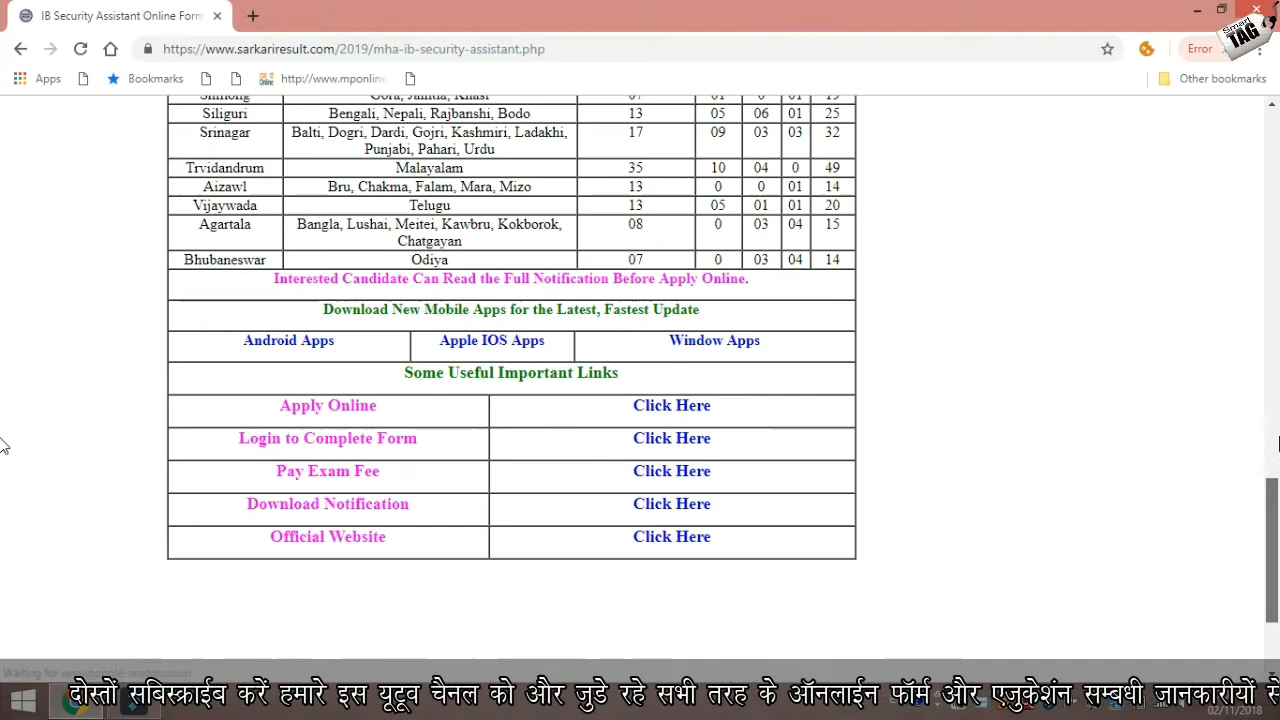 IB Security Assistant Online Form
https://www.sarkariresult.com/2019/mha-ib-security-assistant.php
Error
Smart TAG
Apps Bookmarks http://www.mponline Other bookmarks
Siliguri Bengali, Nepali, Rajbanshi, Bodo 13 05 06 01 25
Srinagar Balti, Dogri, Dardi, Gojri, Kashmiri, Ladakhi, 17 09 03 03 32
Punjabi, Pahari, Urdu
Trvidandrum Malayalam 35 10 04 0 49
Aizawl Bru, Chakma, Falam, Mara, Mizo 13 0 0 01 14
Vijaywada Telugu 13 05 01 01 20
Agartala Bangla, Lushai, Meitei, Kawbru, Kokborok, 08 0 03 04 15
Chatgayan
Bhubaneswar Odiya 07 0 03 04 14
Interested Candidate Can Read the Full Notification Before Apply Online.
Download New Mobile Apps for the Latest, Fastest Update
Android Apps Apple IOS Apps Window Apps
Some Useful Important Links
Apply Online Click Here
Login to Complete Form Click Here
Pay Exam Fee Click Here
Download Notification Click Here
Official Website Click Here
Waiting for
दोस्तों सबिस्क्राईब करें हमारे इस यूटूव चैनल को और जुडे रहे सभी तरह के ऑनलाईन फॉर्म और एजुकेशंन सम्बधी जानकारीयों से
02/11/2018